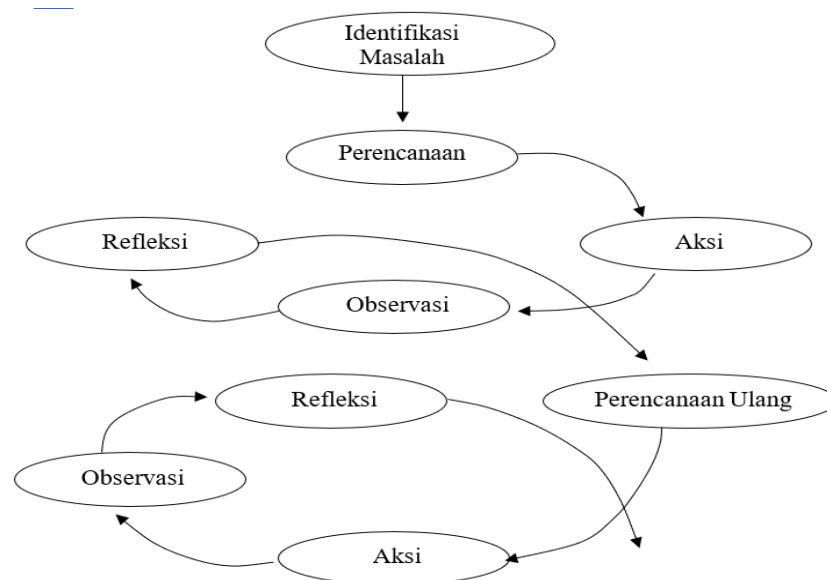 Identifikasi
Masalah
Perencanaan
Refleksi
Aksi
Observasi
Refleksi
Perencanaan Ulang
Observasi
Aksi